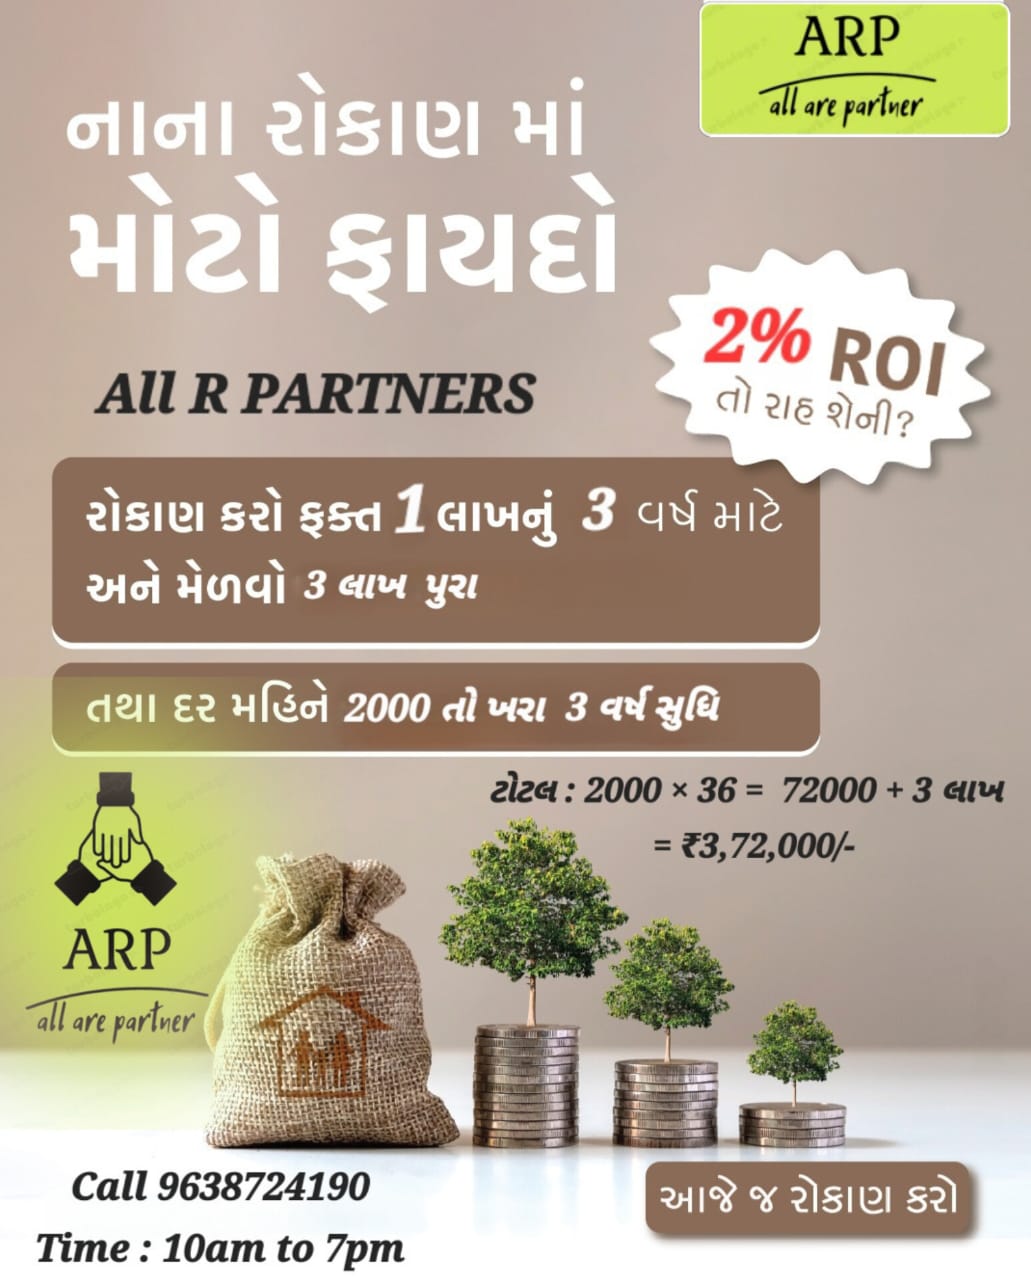 ARP
all are partner
નાના રોકાણ માં
મોટો ફાયદો
2% ROI
તો રાહ શેની?
All R PARTNERS
રોકાણ કરો ફક્ત 1 લાખનું 3 વર્ષ માટે
અને મેળવો 3 લાખ પુરા
તથા દર મહિને 2000 તો ખરા 3 વર્ષ સુધિ
ટોટલ : 2000 × 36 = 72000 + 3 લાખ
= ₹3,72,000/-
ARP
all are partner
Call 9638724190
Time : 10am to 7pm
આજે જ રોકાણ કરો